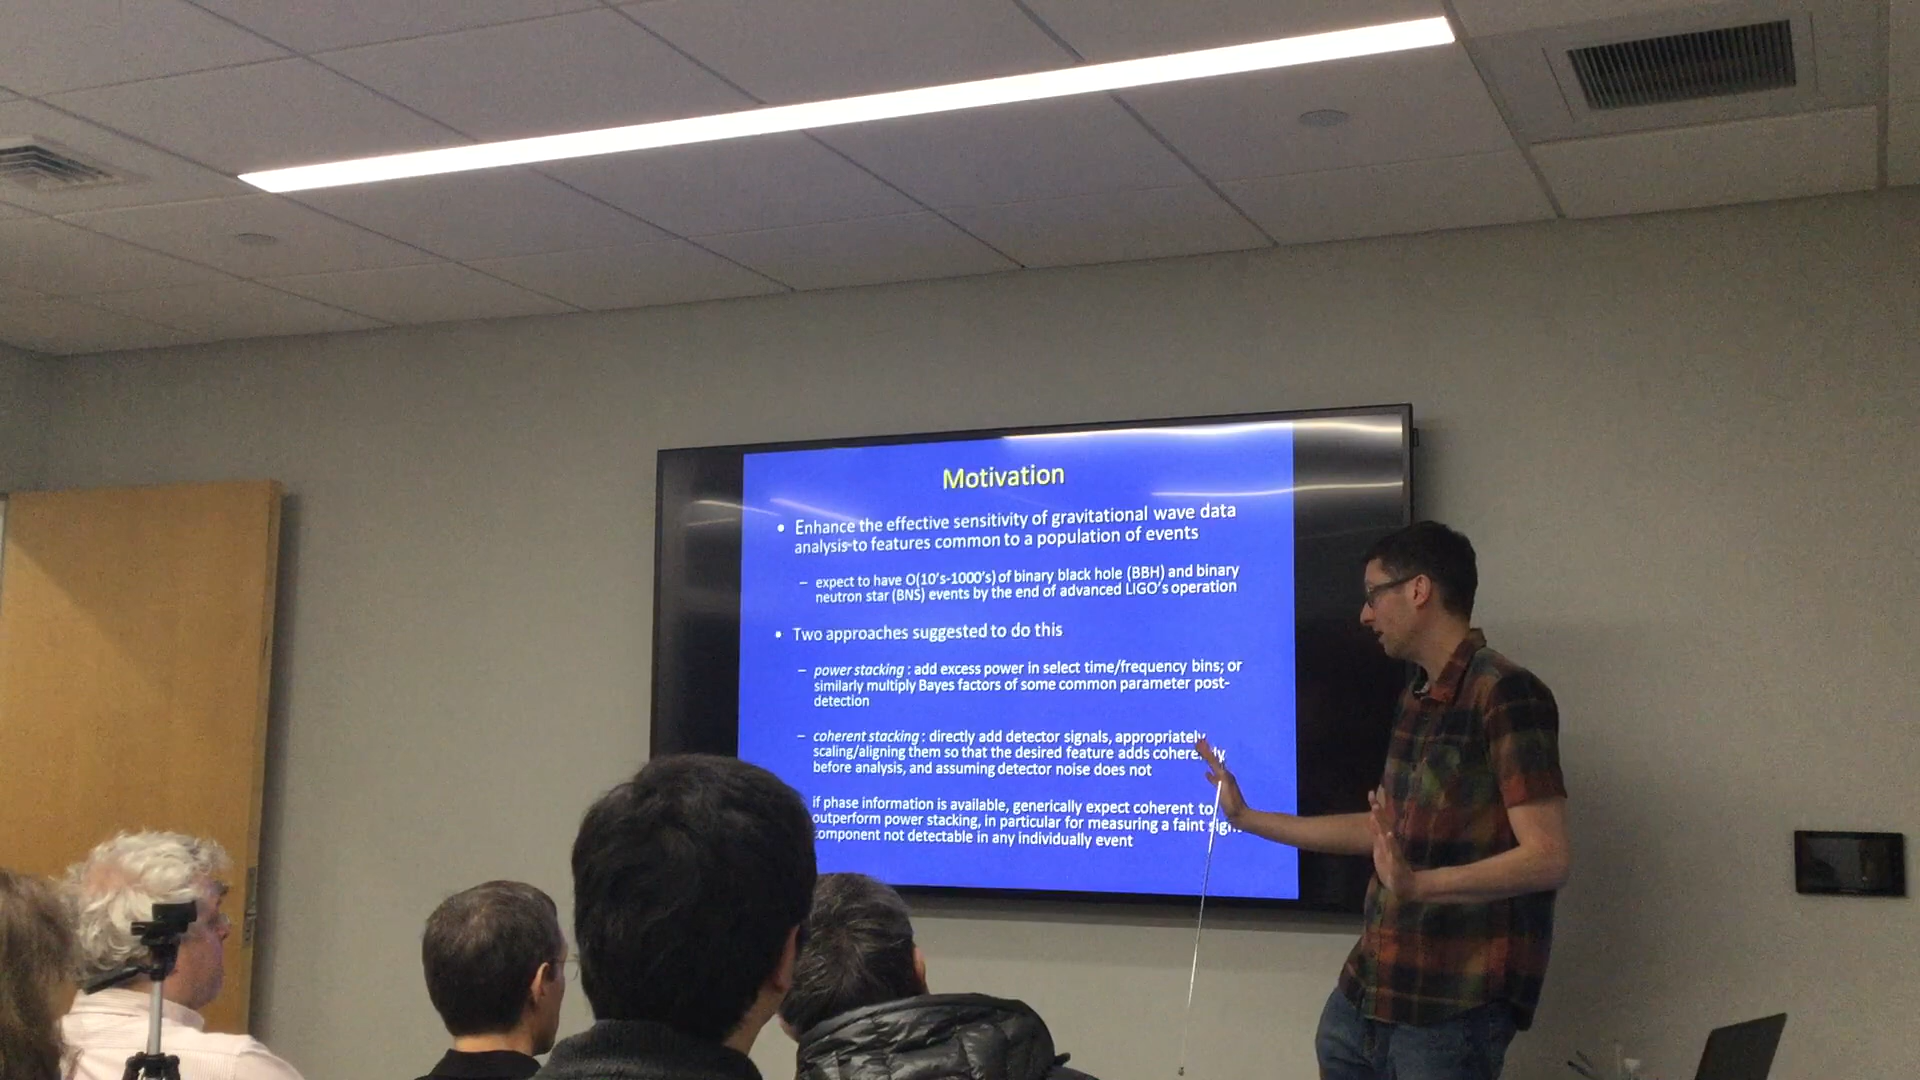 Motivation
• Enhance the effective sensitivity of gravitational wave data
analysis to features common to a population of events
– expect to have O(10's-1000's) of binary black hole (BBH) and binary
neutron star (BNS) events by the end of advanced LIGO's operation
• Two approaches suggested to do this
– power stacking : add excess power in select time/frequency bins; or
similarly multiply Bayes factors of some common parameter post-
detection
– coherent stacking : directly add detector signals, appropriately
scaling/aligning them so that the desired feature adds
before analysis, and assuming detector noise does not
if phase information is available, generically expect coherent to
outperform power stacking, in particular for measuring a faint
component not detectable in any individually event